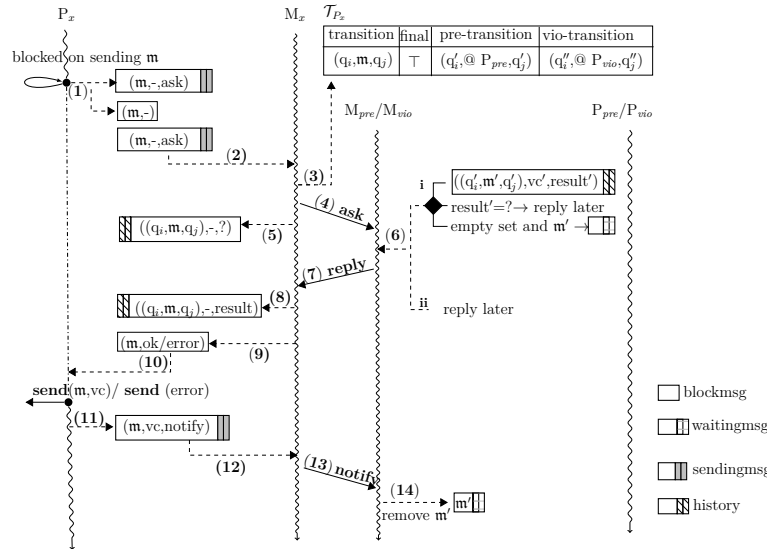 P_x M_x 𝒯_{P_x}
transition final pre-transition vio-transition
(q_i,𝔪,q_j) ⊤ (q′_i,@ P_pre,q′_j) (q″_i,@ P_vio,q″_j)
blocked on sending 𝔪
(1) (𝔪,-,ask)
(𝔪,-)
M_pre/M_vio P_pre/P_vio
(𝔪,-,ask)
(2)
(3)
i ((q′_i,𝔪′,q′_j),vc′,result′)
(4) ask
result′=?→ reply later
((q_i,𝔪,q_j),-,?) (5) (6) empty set and 𝔪′ →
(7) reply
((q_i,𝔪,q_j),-,result) (8) ii reply later
(𝔪,ok/error) (9)
(10)
send(𝔪,vc)/ send (error)
blockmsg
(11) (𝔪,vc,notify)
waitingmsg
(12) (13) notify
sendingmsg
(14) 𝔪′
remove 𝔪′
history